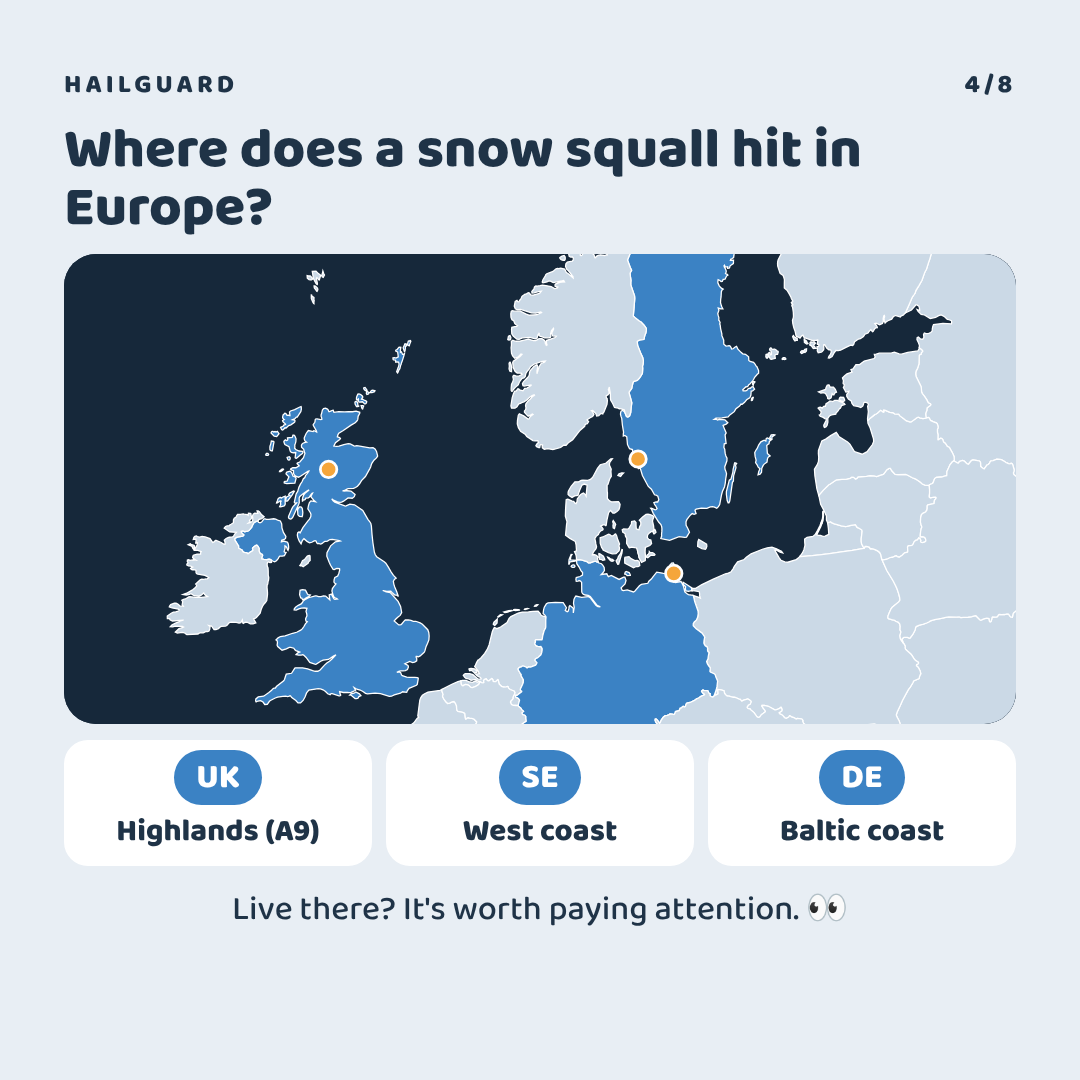 HAILGUARD
4/8
Where does a snow squall hit in
Europe?
UK
SE
DE
Highlands (A9)
West coast
Baltic coast
Live there? It's worth paying attention. 👀